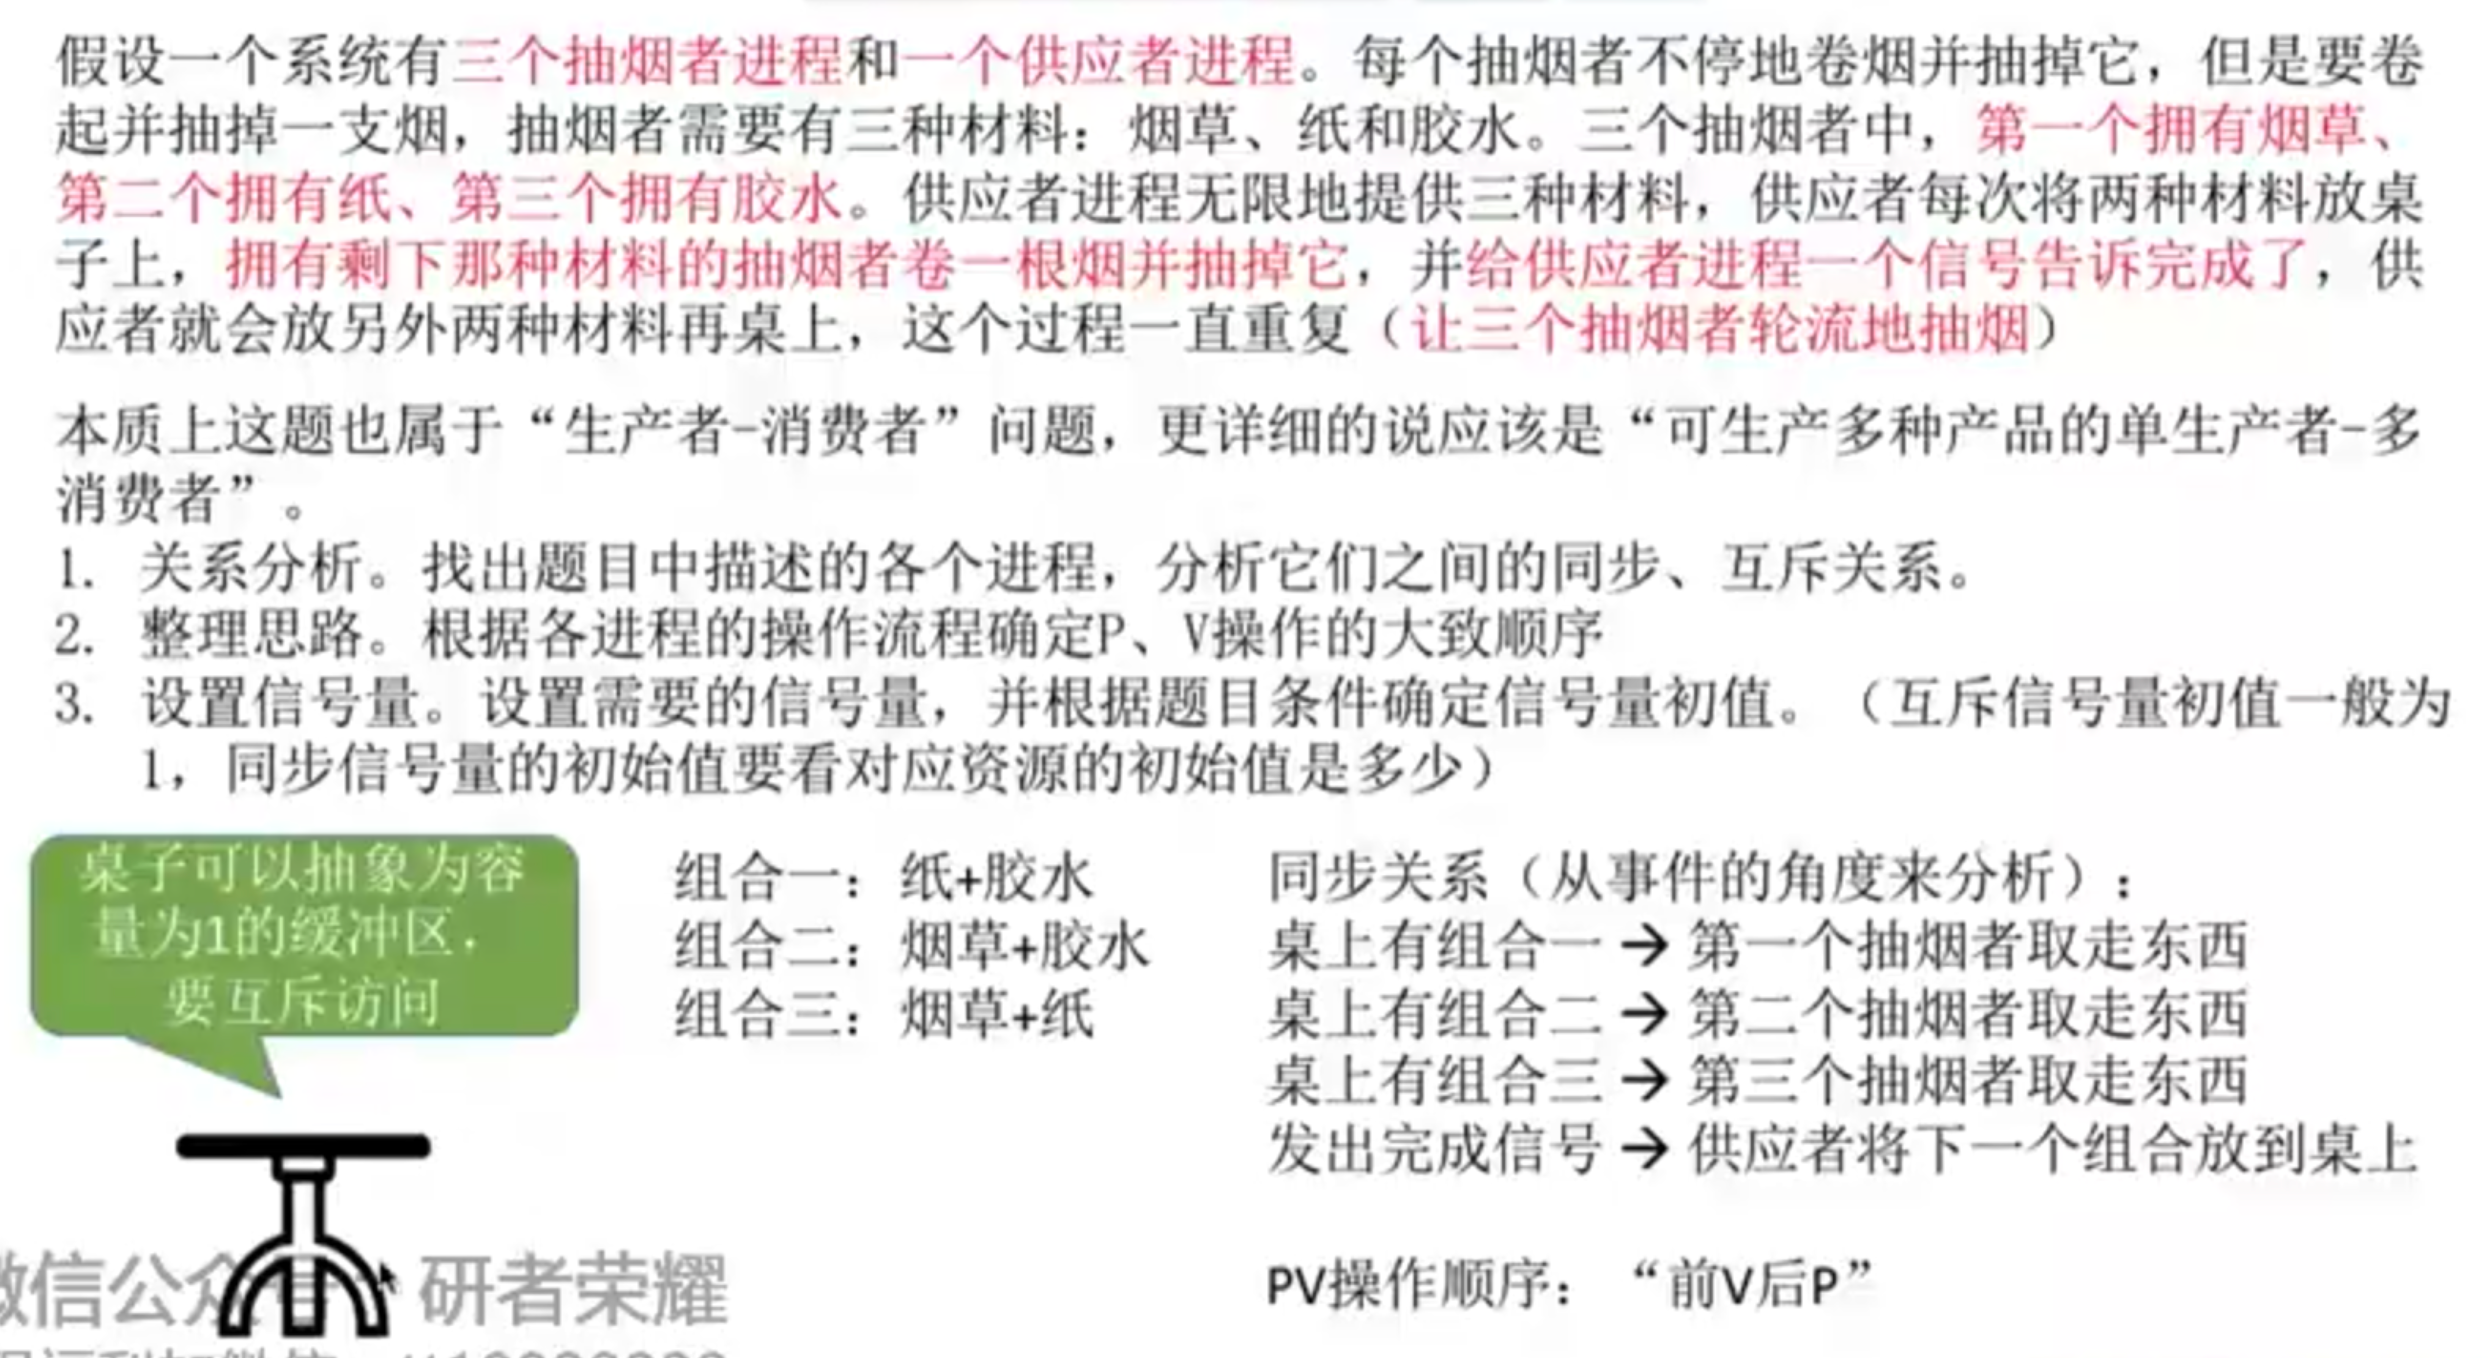 假设一个系统有三个抽烟者进程和一个供应者进程。每个抽烟者不停地卷烟并抽掉它，但是要卷
起并抽掉一支烟，抽烟者需要有三种材料：烟草、纸和胶水。三个抽烟者中，第一个拥有烟草、
第二个拥有纸、第三个拥有胶水。供应者进程无限地提供三种材料，供应者每次将两种材料放桌
子上，拥有剩下那种材料的抽烟者卷一根烟并抽掉它，并给供应者进程一个信号告诉完成了，供
应者就会放另外两种材料再桌上，这个过程一直重复（让三个抽烟者轮流地抽烟）
本质上这题也属于“生产者-消费者”问题，更详细的说应该是“可生产多种产品的单生产者-多
消费者”。
1. 关系分析。找出题目中描述的各个进程，分析它们之间的同步、互斥关系。
2. 整理思路。根据各进程的操作流程确定P、V操作的大致顺序
3. 设置信号量。设置需要的信号量，并根据题目条件确定信号量初值。（互斥信号量初值一般为
1，同步信号量的初始值要看对应资源的初始值是多少）
桌子可以抽象为容
量为1的缓冲区，
要互斥访问
组合一：纸+胶水
组合二：烟草+胶水
组合三：烟草+纸
同步关系（从事件的角度来分析）：
桌上有组合一 → 第一个抽烟者取走东西
桌上有组合二 → 第二个抽烟者取走东西
桌上有组合三 → 第三个抽烟者取走东西
发出完成信号 → 供应者将下一个组合放到桌上
PV操作顺序：“前V后P”
微信公众 研者荣耀